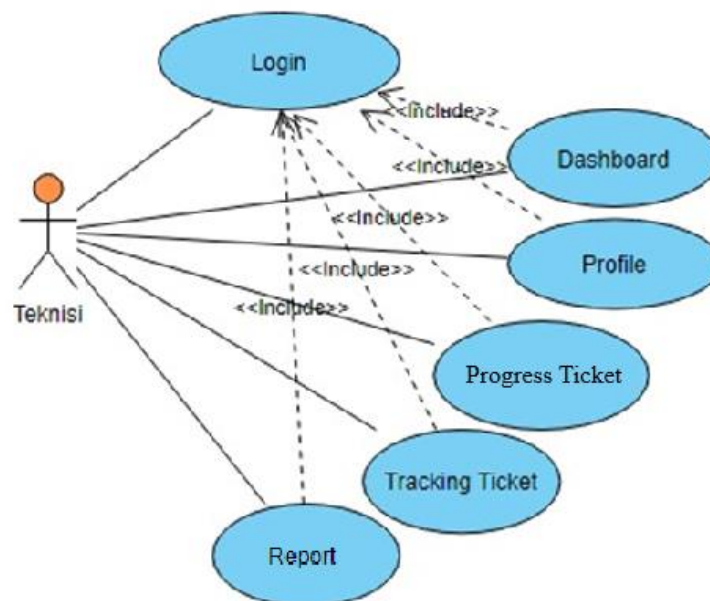 Login
<<Include>>
Dashboard
<<Include>>
<<Include>>
Profile
<<Include>>
<<Include>>
Teknisi
Progress Ticket
Tracking Ticket
Report